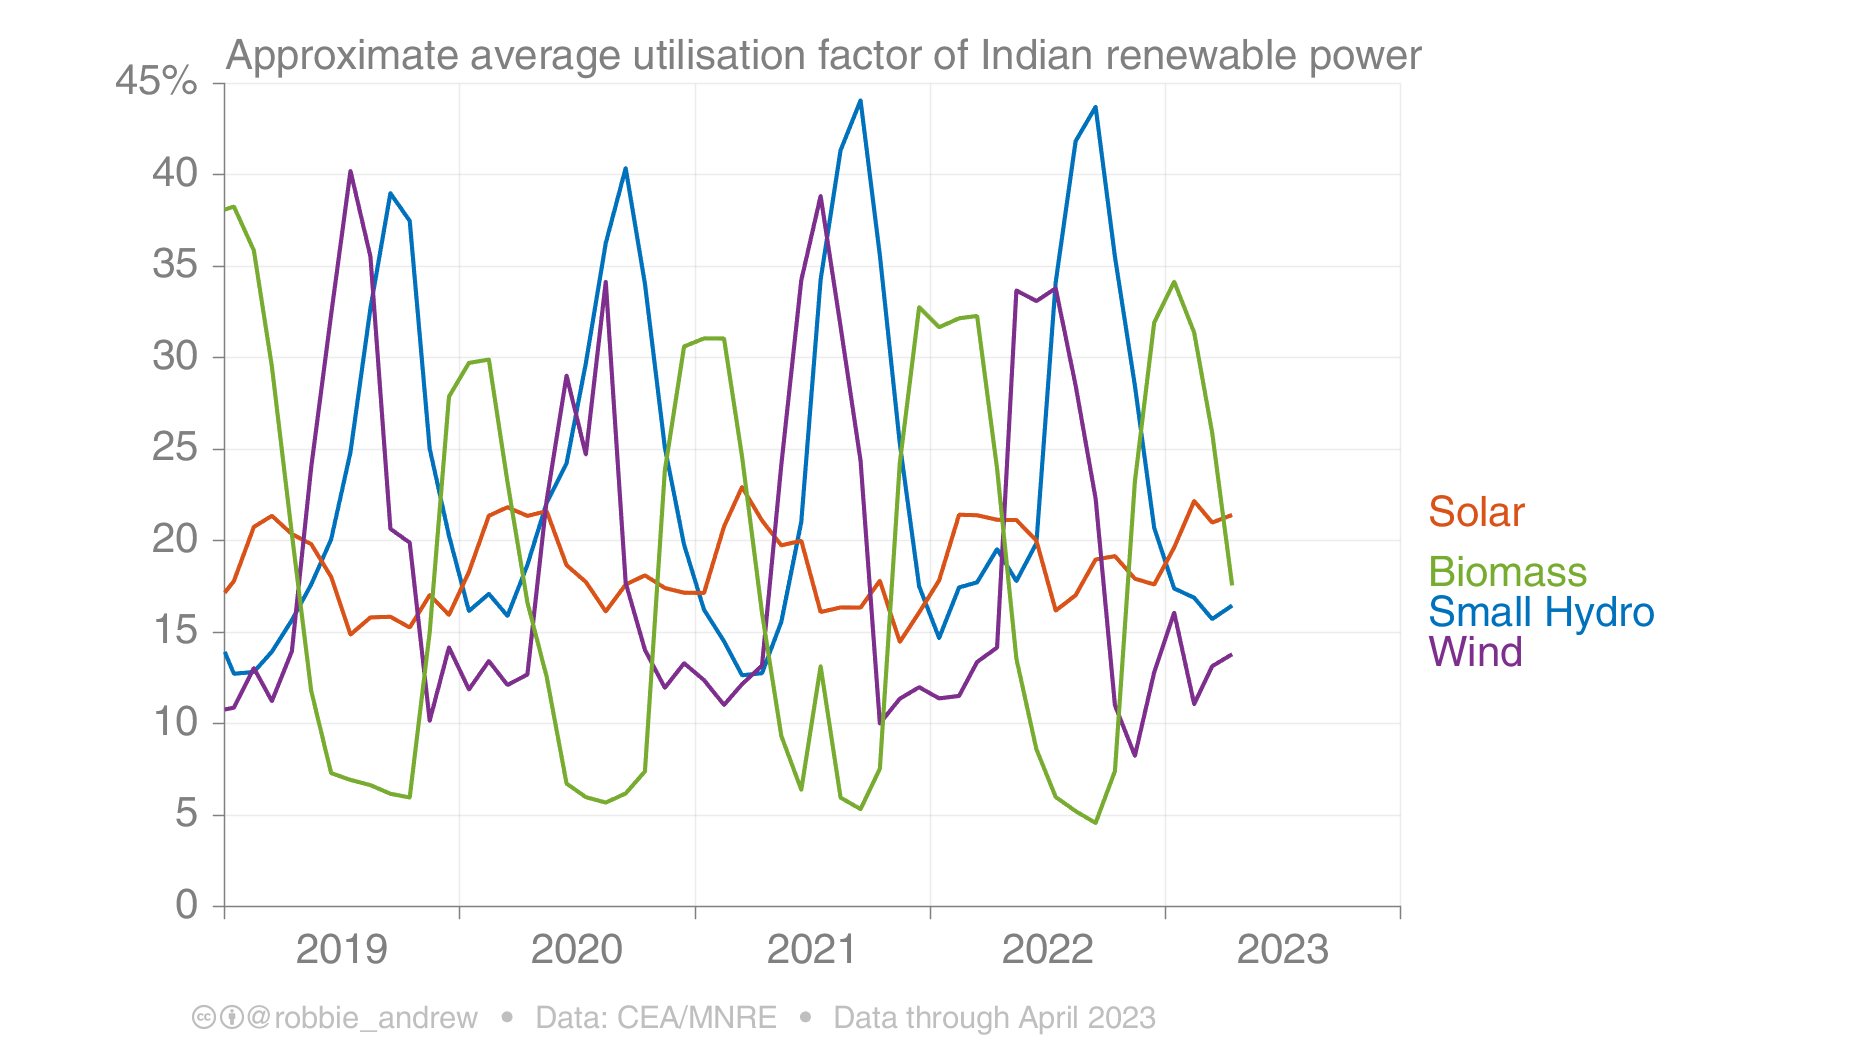 Approximate average utilisation factor of Indian renewable power
45%
40
35
30
25
20
15
10
5
0
2019 2020 2021 2022 2023
Solar
Biomass
Small Hydro
Wind
cc @robbie_andrew • Data: CEA/MNRE • Data through April 2023